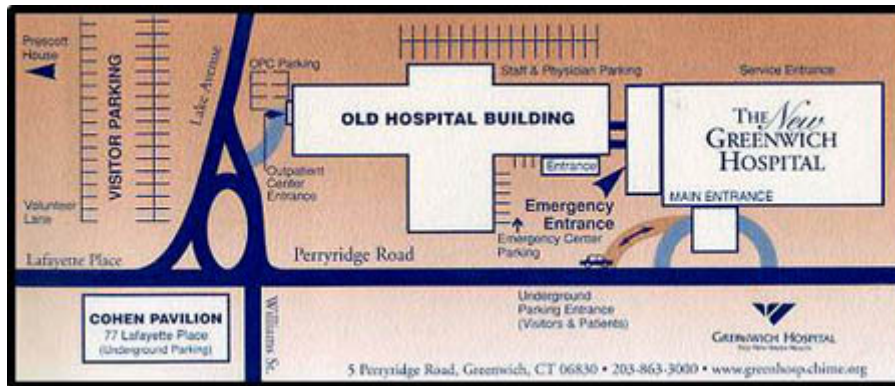 Prescott
House
VISITOR PARKING
Volunteer
Lane
Lake Avenue
OPC Parking
Staff & Physician Parking
Service Entrance
OLD HOSPITAL BUILDING
THE New
GREENWICH
HOSPITAL
Entrance
MAIN ENTRANCE
Outpatient
Center
Entrance
Emergency
Entrance
Emergency Center
Parking
Lafayette Place
Perryridge Road
COHEN PAVILION
77 Lafayette Place
(Underground Parking)
Williams St.
Underground
Parking Entrance
(Visitors & Patients)
GREENWICH HOSPITAL
5 Perryridge Road, Greenwich, CT 06830 • 203-863-3000 • www.greenhosp.chime.org